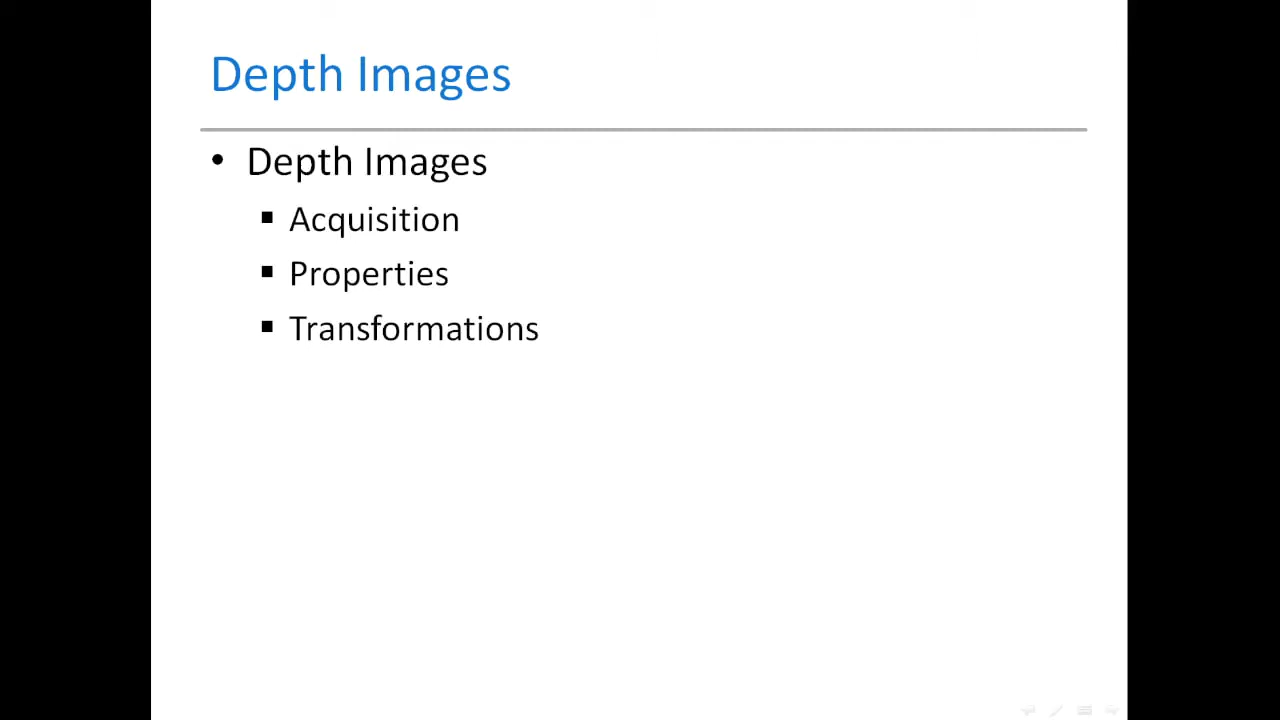 Depth Images
• Depth Images
▪ Acquisition
▪ Properties
▪ Transformations